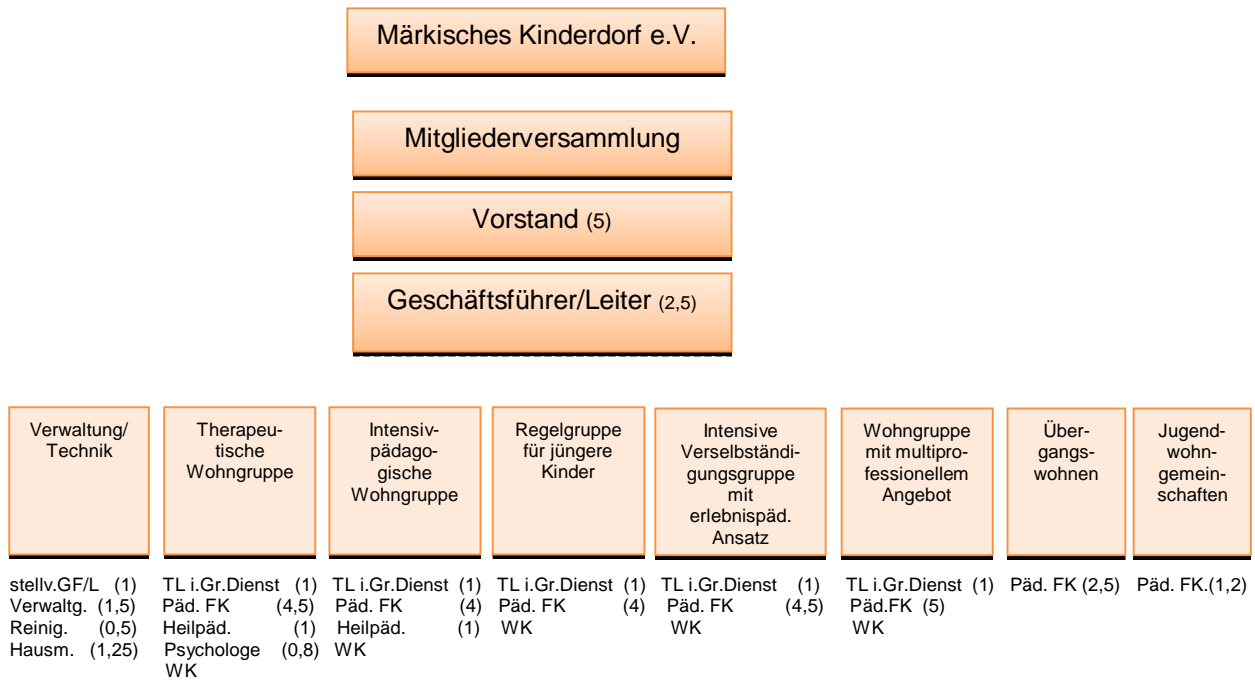 Märkisches Kinderdorf e.V.
Mitgliederversammlung
Vorstand (5)
Geschäftsführer/Leiter (2,5)
Verwaltung/
Technik
Therapeu-
tische
Wohngruppe
Intensiv-
pädago-
gische
Wohngruppe
Regelgruppe
für jüngere
Kinder
Intensive
Verselbständi-
gungsgruppe
mit
erlebnispäd.
Ansatz
Wohngruppe
mit multipro-
fessionellem
Angebot
Über-
gangs-
wohnen
Jugend-
wohn-
gemein-
schaften
stellv.GF/L (1)
Verwaltg. (1,5)
Reinig. (0,5)
Hausm. (1,25)
TL i.Gr.Dienst (1)
Päd. FK (4,5)
Heilpäd. (1)
Psychologe (0,8)
WK
TL i.Gr.Dienst (1)
Päd. FK (4)
Heilpäd. (1)
WK
TL i.Gr.Dienst (1)
Päd. FK (4)
WK
TL i.Gr.Dienst (1)
Päd. FK (4,5)
WK
TL i.Gr.Dienst (1)
Päd.FK (5)
WK
Päd. FK (2,5)
Päd. FK.(1,2)